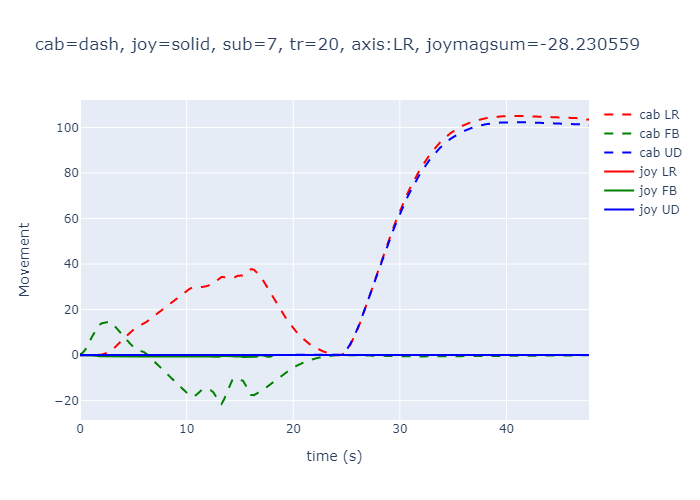 cab=dash, joy=solid, sub=7, tr=20, axis:LR, joymagsum=-28.230559
cab LR
cab FB
cab UD
joy LR
joy FB
joy UD
Movement
100
80
60
40
20
0
−20
0 10 20 30 40
time (s)